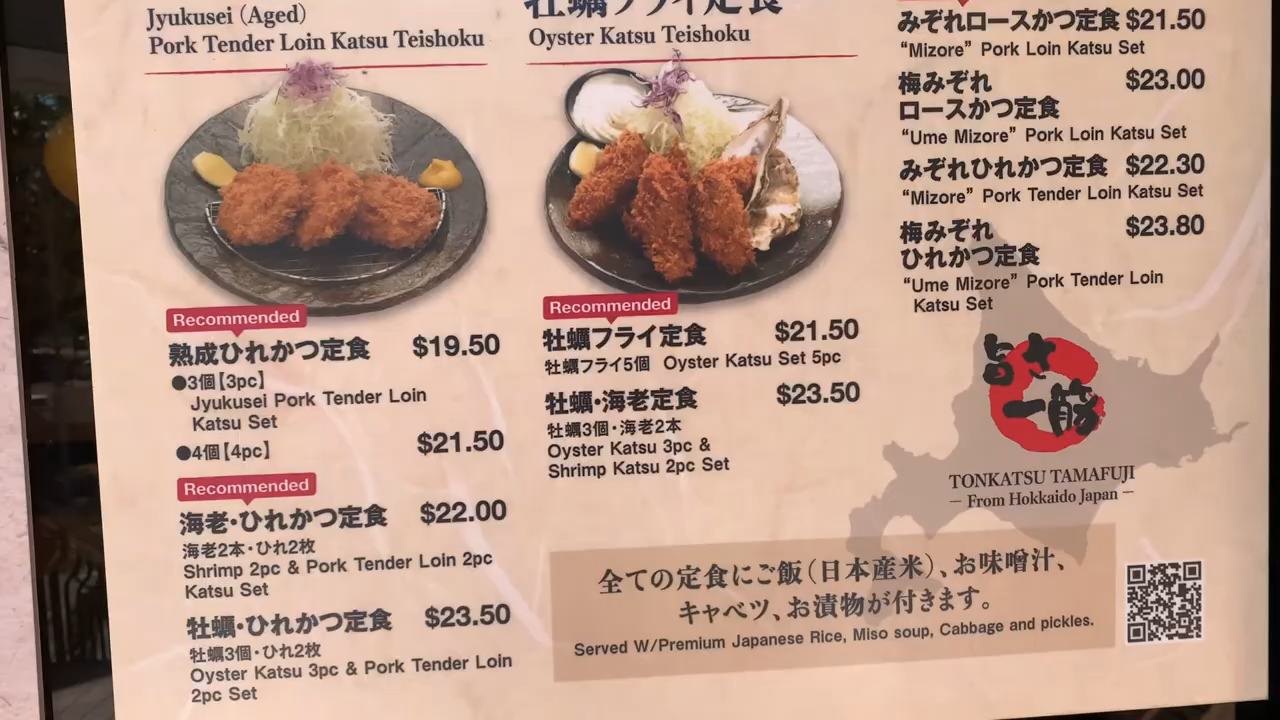 Jyukusei (Aged)
Pork Tender Loin Katsu Teishoku
Recommended
熟成ひれかつ定食 $19.50
●3個【3pc】
Jyukusei Pork Tender Loin
Katsu Set
●4個【4pc】 $21.50
Recommended
海老・ひれかつ定食 $22.00
海老2本・ひれ2枚
Shrimp 2pc & Pork Tender Loin 2pc
Katsu Set
牡蠣・ひれかつ定食 $23.50
牡蠣3個・ひれ2枚
Oyster Katsu 3pc & Pork Tender Loin
2pc Set
牡蠣フライ定食
Oyster Katsu Teishoku
Recommended
牡蠣フライ定食 $21.50
牡蠣フライ5個 Oyster Katsu Set 5pc
牡蠣・海老定食 $23.50
牡蠣3個・海老2本
Oyster Katsu 3pc &
Shrimp Katsu 2pc Set
みぞれロースかつ定食 $21.50
“Mizore” Pork Loin Katsu Set
梅みぞれ $23.00
ロースかつ定食
“Ume Mizore” Pork Loin Katsu Set
みぞれひれかつ定食 $22.30
“Mizore” Pork Tender Loin Katsu Set
梅みぞれ $23.80
ひれかつ定食
“Ume Mizore” Pork Tender Loin
Katsu Set
旨さ
一筋
TONKATSU TAMAFUJI
– From Hokkaido Japan –
全ての定食にご飯（日本産米）、お味噌汁、
キャベツ、お漬物が付きます。
Served W/Premium Japanese Rice, Miso soup, Cabbage and pickles.